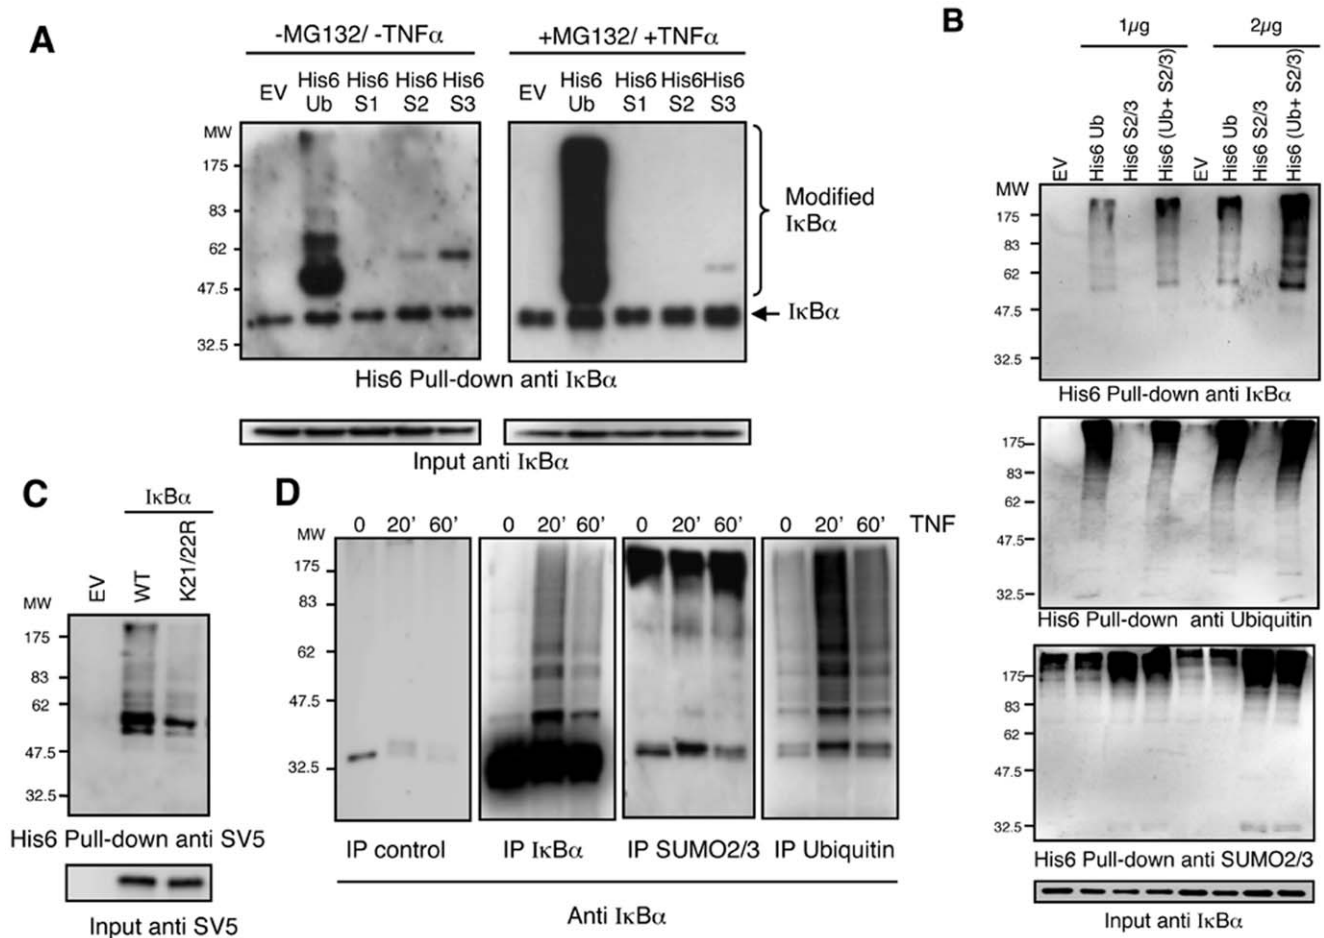 A
-MG132/ -TNFα
+MG132/ +TNFα
EV
His6 Ub
His6 S1
His6 S2
His6 S3
EV
His6 Ub
His6 S1
His6 S2
His6 S3
MW
175
83
62
47.5
32.5
Modified
IκBα
IκBα
His6 Pull-down anti IκBα
Input anti IκBα
B
1µg
2µg
EV
His6 Ub
His6 S2/3
His6 (Ub+ S2/3)
EV
His6 Ub
His6 S2/3
His6 (Ub+ S2/3)
MW
175
83
62
47.5
32.5
His6 Pull-down anti IκBα
175
83
62
47.5
32.5
His6 Pull-down anti Ubiquitin
175
83
62
47.5
32.5
His6 Pull-down anti SUMO2/3
Input anti IκBα
C
IκBα
EV
WT
K21/22R
MW
175
83
62
47.5
32.5
His6 Pull-down anti SV5
Input anti SV5
D
0 20' 60' 0 20' 60' 0 20' 60' 0 20' 60' TNF
MW
175
83
62
47.5
32.5
IP control IP IκBα IP SUMO2/3 IP Ubiquitin
Anti IκBα